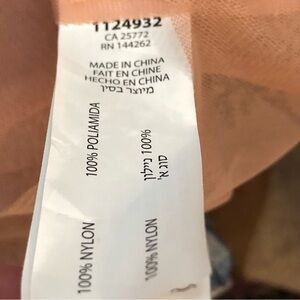 1124932
CA 25772
RN 144262
MADE IN CHINA
FAIT EN CHINE
HECHO EN CHINA
מיוצר בסין
100% NYLON
100% POLIAMIDA
100% NYLON
100% ניילון
סוג א'